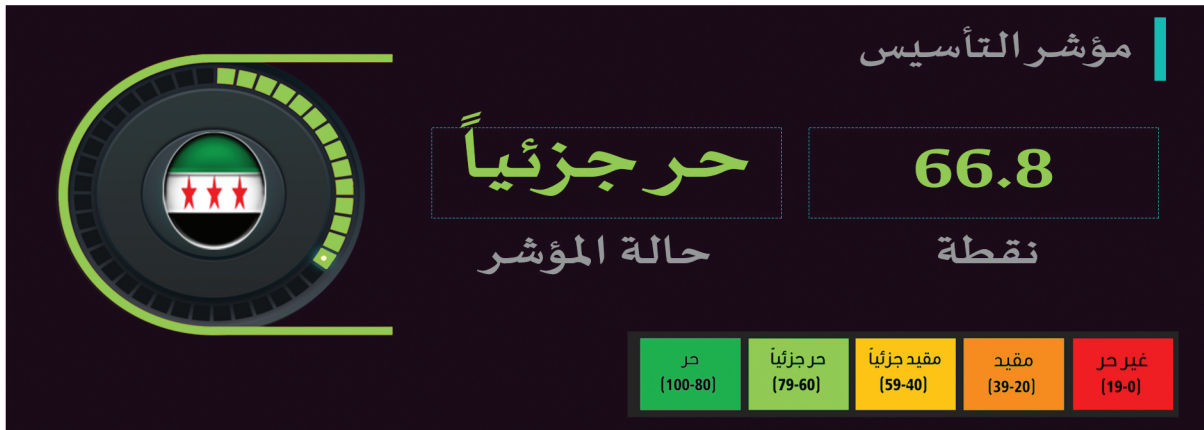 مؤشر التأسيس
66.8
نقطة
حر جزئياً
حالة المؤشر
غير حر
(19-0)
مقيد
(39-20)
مقيد جزئياً
(59-40)
حر جزئياً
(79-60)
حر
(100-80)